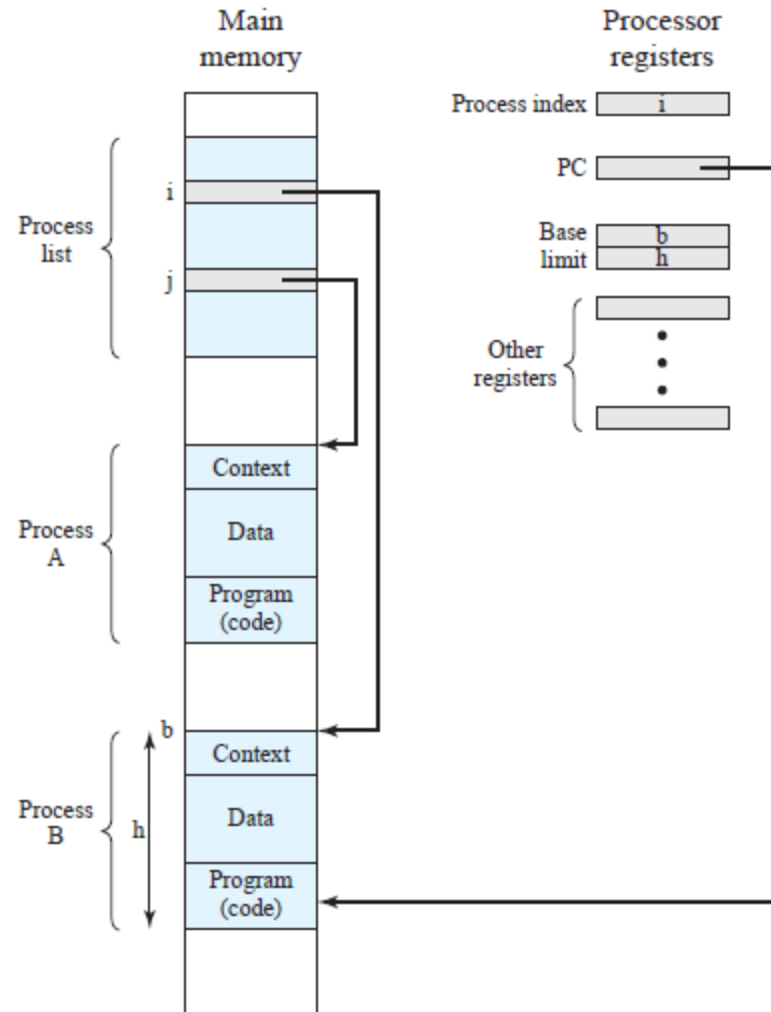 Main
memory
Processor
registers
Process index
i
PC
Base
limit
b
h
Other
registers
Process
list
i
j
Process
A
Context
Data
Program
(code)
Process
B
b
h
Context
Data
Program
(code)